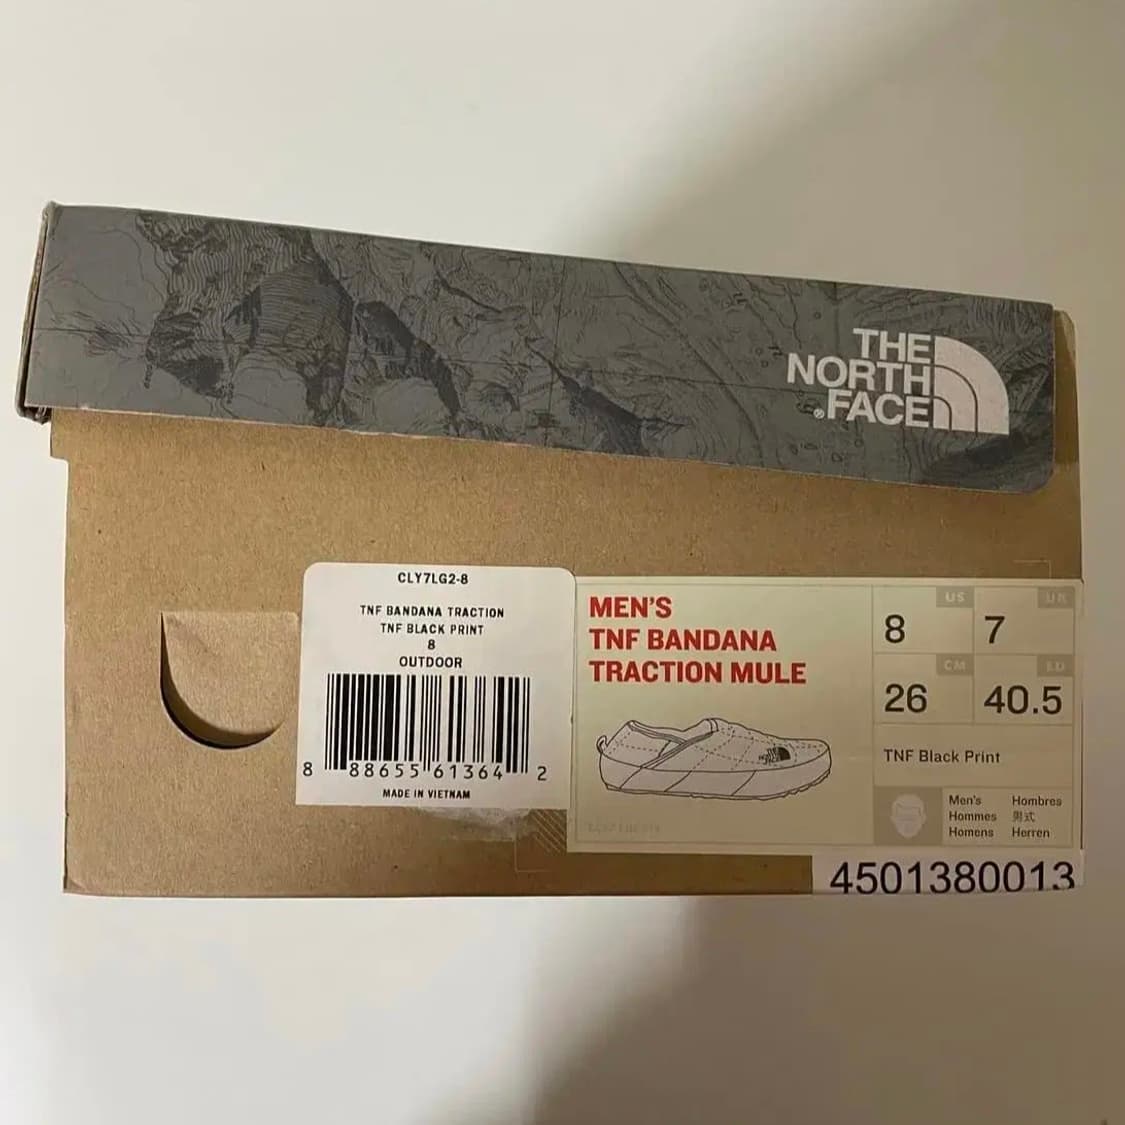 THE
NORTH
FACE
®
CLY7LG2-8
TNF BANDANA TRACTION
TNF BLACK PRINT
8
OUTDOOR
8 88655 61364 2
MADE IN VIETNAM
MEN'S
TNF BANDANA
TRACTION MULE
US
8
UK
7
CM
26
EU
40.5
TNF Black Print
Men's Hombres
Hommes 男式
Homens Herren
4501380013